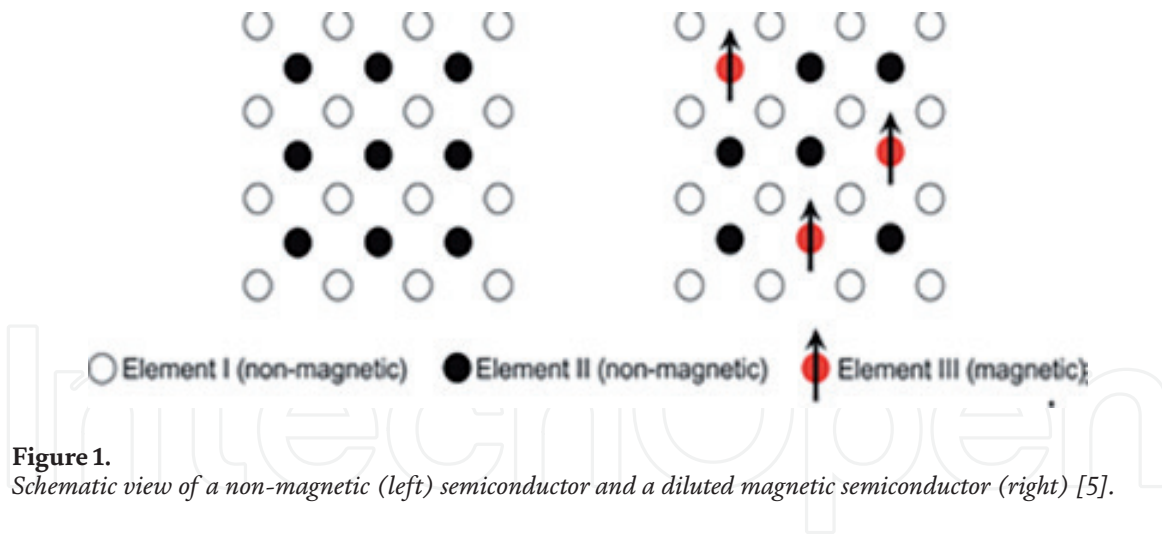 Element I (non-magnetic) Element II (non-magnetic) Element III (magnetic);
Figure 1.
Schematic view of a non-magnetic (left) semiconductor and a diluted magnetic semiconductor (right) [5].
IntechOpen